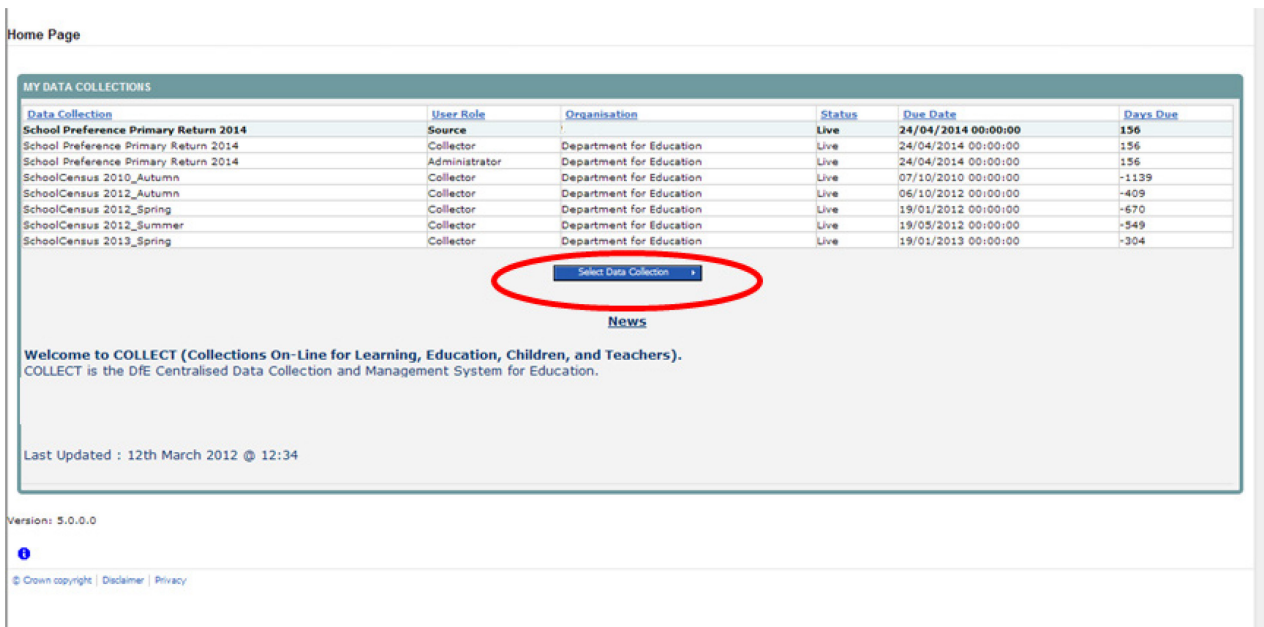 Home Page
MY DATA COLLECTIONS
Data Collection User Role Organisation Status Due Date Days Due
School Preference Primary Return 2014 Source Live 24/04/2014 00:00:00 156
School Preference Primary Return 2014 Collector Department for Education Live 24/04/2014 00:00:00 156
School Preference Primary Return 2014 Administrator Department for Education Live 24/04/2014 00:00:00 156
SchoolCensus 2010_Autumn Collector Department for Education Live 07/10/2010 00:00:00 -1139
SchoolCensus 2012_Autumn Collector Department for Education Live 06/10/2012 00:00:00 -409
SchoolCensus 2012_Spring Collector Department for Education Live 19/01/2012 00:00:00 -670
SchoolCensus 2012_Summer Collector Department for Education Live 19/05/2012 00:00:00 -549
SchoolCensus 2013_Spring Collector Department for Education Live 19/01/2013 00:00:00 -304
Select Data Collection
News
Welcome to COLLECT (Collections On-Line for Learning, Education, Children, and Teachers).
COLLECT is the DfE Centralised Data Collection and Management System for Education.
Last Updated : 12th March 2012 @ 12:34
Version: 5.0.0.0
© Crown copyright | Disclaimer | Privacy